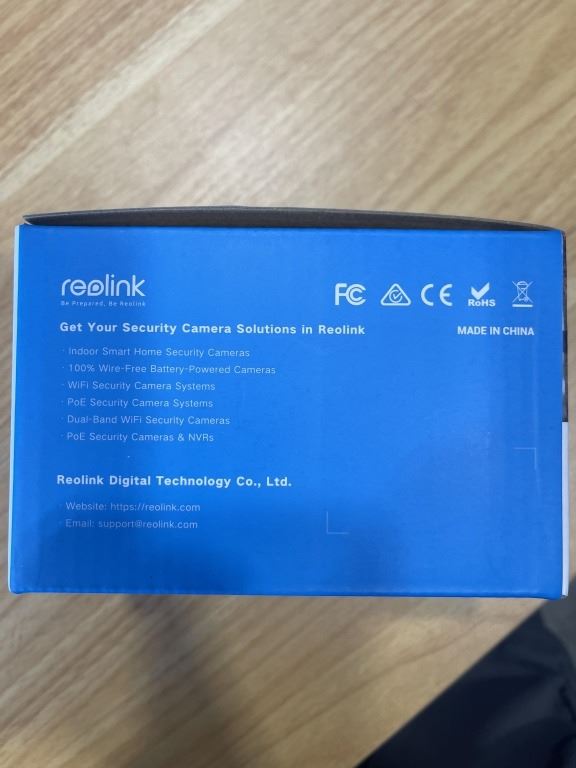 reolink
Be Prepared, Be Reolink
FC
CE
RoHS
Get Your Security Camera Solutions in Reolink
MADE IN CHINA
· Indoor Smart Home Security Cameras
· 100% Wire-Free Battery-Powered Cameras
· WiFi Security Camera Systems
· PoE Security Camera Systems
· Dual-Band WiFi Security Cameras
· PoE Security Cameras & NVRs
Reolink Digital Technology Co., Ltd.
· Website: https://reolink.com
· Email: support@reolink.com